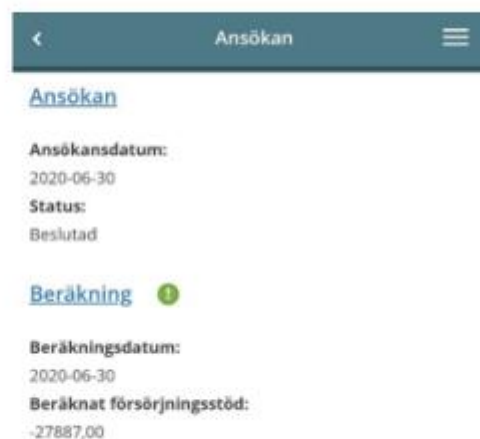 Ansökan
Ansökan
Ansökansdatum:
2020-06-30
Status:
Beslutad
Beräkning
Beräkningsdatum:
2020-06-30
Beräknat försörjningsstöd:
-27887,00